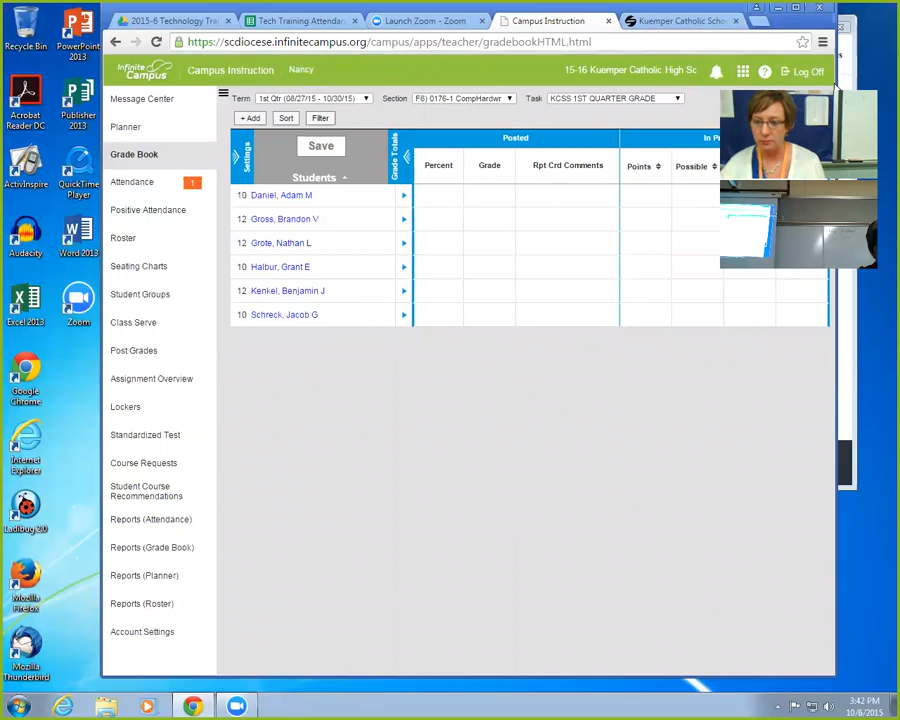 Recycle Bin
PowerPoint 2013
Acrobat Reader DC
Publisher 2013
ActivInspire
QuickTime Player
Audacity
Word 2013
Excel 2013
Zoom
Google Chrome
Internet Explorer
Ladibug 2.0
Mozilla Firefox
Mozilla Thunderbird
2015-6 Technology Trai
Tech Training Attendan
Launch Zoom - Zoom
Campus Instruction
Kuemper Catholic Scho
https://scdiocese.infinitecampus.org/campus/apps/teacher/gradebookHTML.html
Infinite Campus
Campus Instruction
Nancy
15-16 Kuemper Catholic High Sc
Log Off
Message Center
Planner
Grade Book
Attendance 1
Positive Attendance
Roster
Seating Charts
Student Groups
Class Serve
Post Grades
Assignment Overview
Lockers
Standardized Test
Course Requests
Student Course Recommendations
Reports (Attendance)
Reports (Grade Book)
Reports (Planner)
Reports (Roster)
Account Settings
Term 1st Qtr (08/27/15 - 10/30/15) Section F6) 0176-1 CompHardwr Task KCSS 1ST QUARTER GRADE
+ Add Sort Filter
Settings
Save
Students
Grade Totals
Posted
In P
Percent Grade Rpt Crd Comments Points Possible
10 Daniel, Adam M
12 Gross, Brandon V
12 Grote, Nathan L
10 Halbur, Grant E
12 Kenkel, Benjamin J
10 Schreck, Jacob G
3:42 PM
10/6/2015